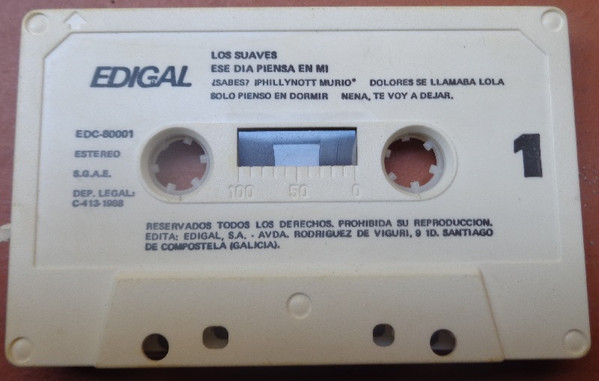 EDIGAL
LOS SUAVES
ESE DIA PIENSA EN MI
¿SABES? ¡PHILLYNOTT MURIO" DOLORES SE LLAMABA LOLA
SOLO PIENSO EN DORMIR NENA, TE VOY A DEJAR.
EDC-80001
ESTEREO
S.G.A.E.
DEP. LEGAL:
C-413-1988
100 50 0
1
RESERVADOS TODOS LOS DERECHOS. PROHIBIDA SU REPRODUCCION.
EDITA: EDIGAL, S.A. - AVDA. RODRIGUEZ DE VIGURI, 9 1D. SANTIAGO
DE COMPOSTELA (GALICIA).